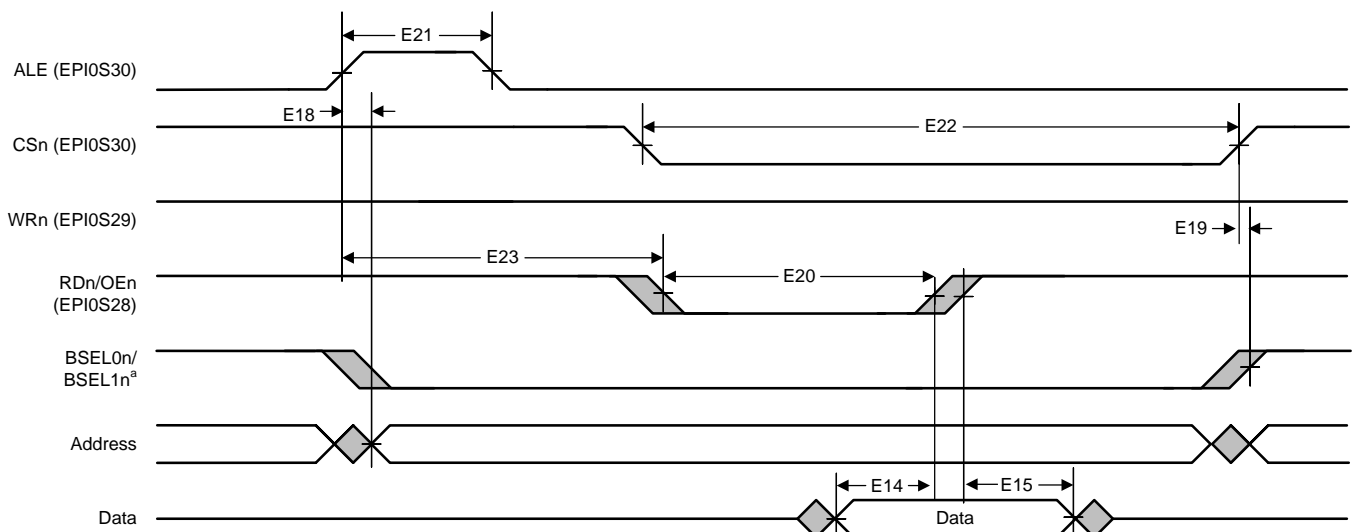 E21
ALE (EPI0S30)
E18
CSn (EPI0S30)
E22
WRn (EPI0S29)
E19
E23
RDn/OEn
(EPI0S28)
E20
BSEL0n/
BSEL1nᵃ
Address
E14
E15
Data
Data